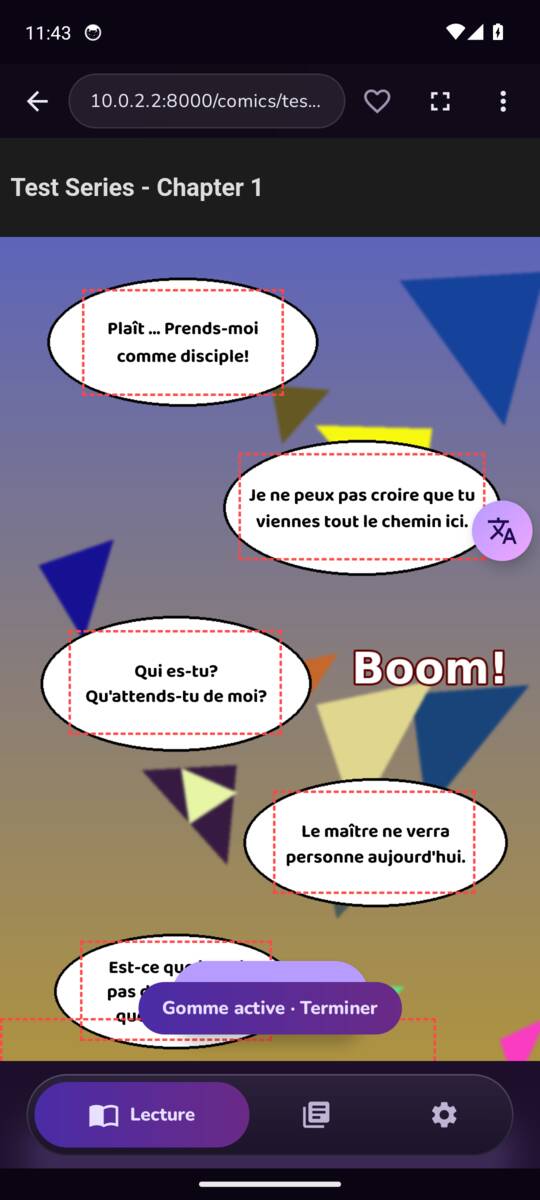 11:43
10.0.2.2:8000/comics/tes...
Test Series - Chapter 1
Plaît ... Prends-moi
comme disciple!
Je ne peux pas croire que tu
viennes tout le chemin ici.
Qui es-tu?
Qu'attends-tu de moi?
Boom!
Le maître ne verra
personne aujourd'hui.
Est-ce que
pas
Gomme active · Terminer
Lecture